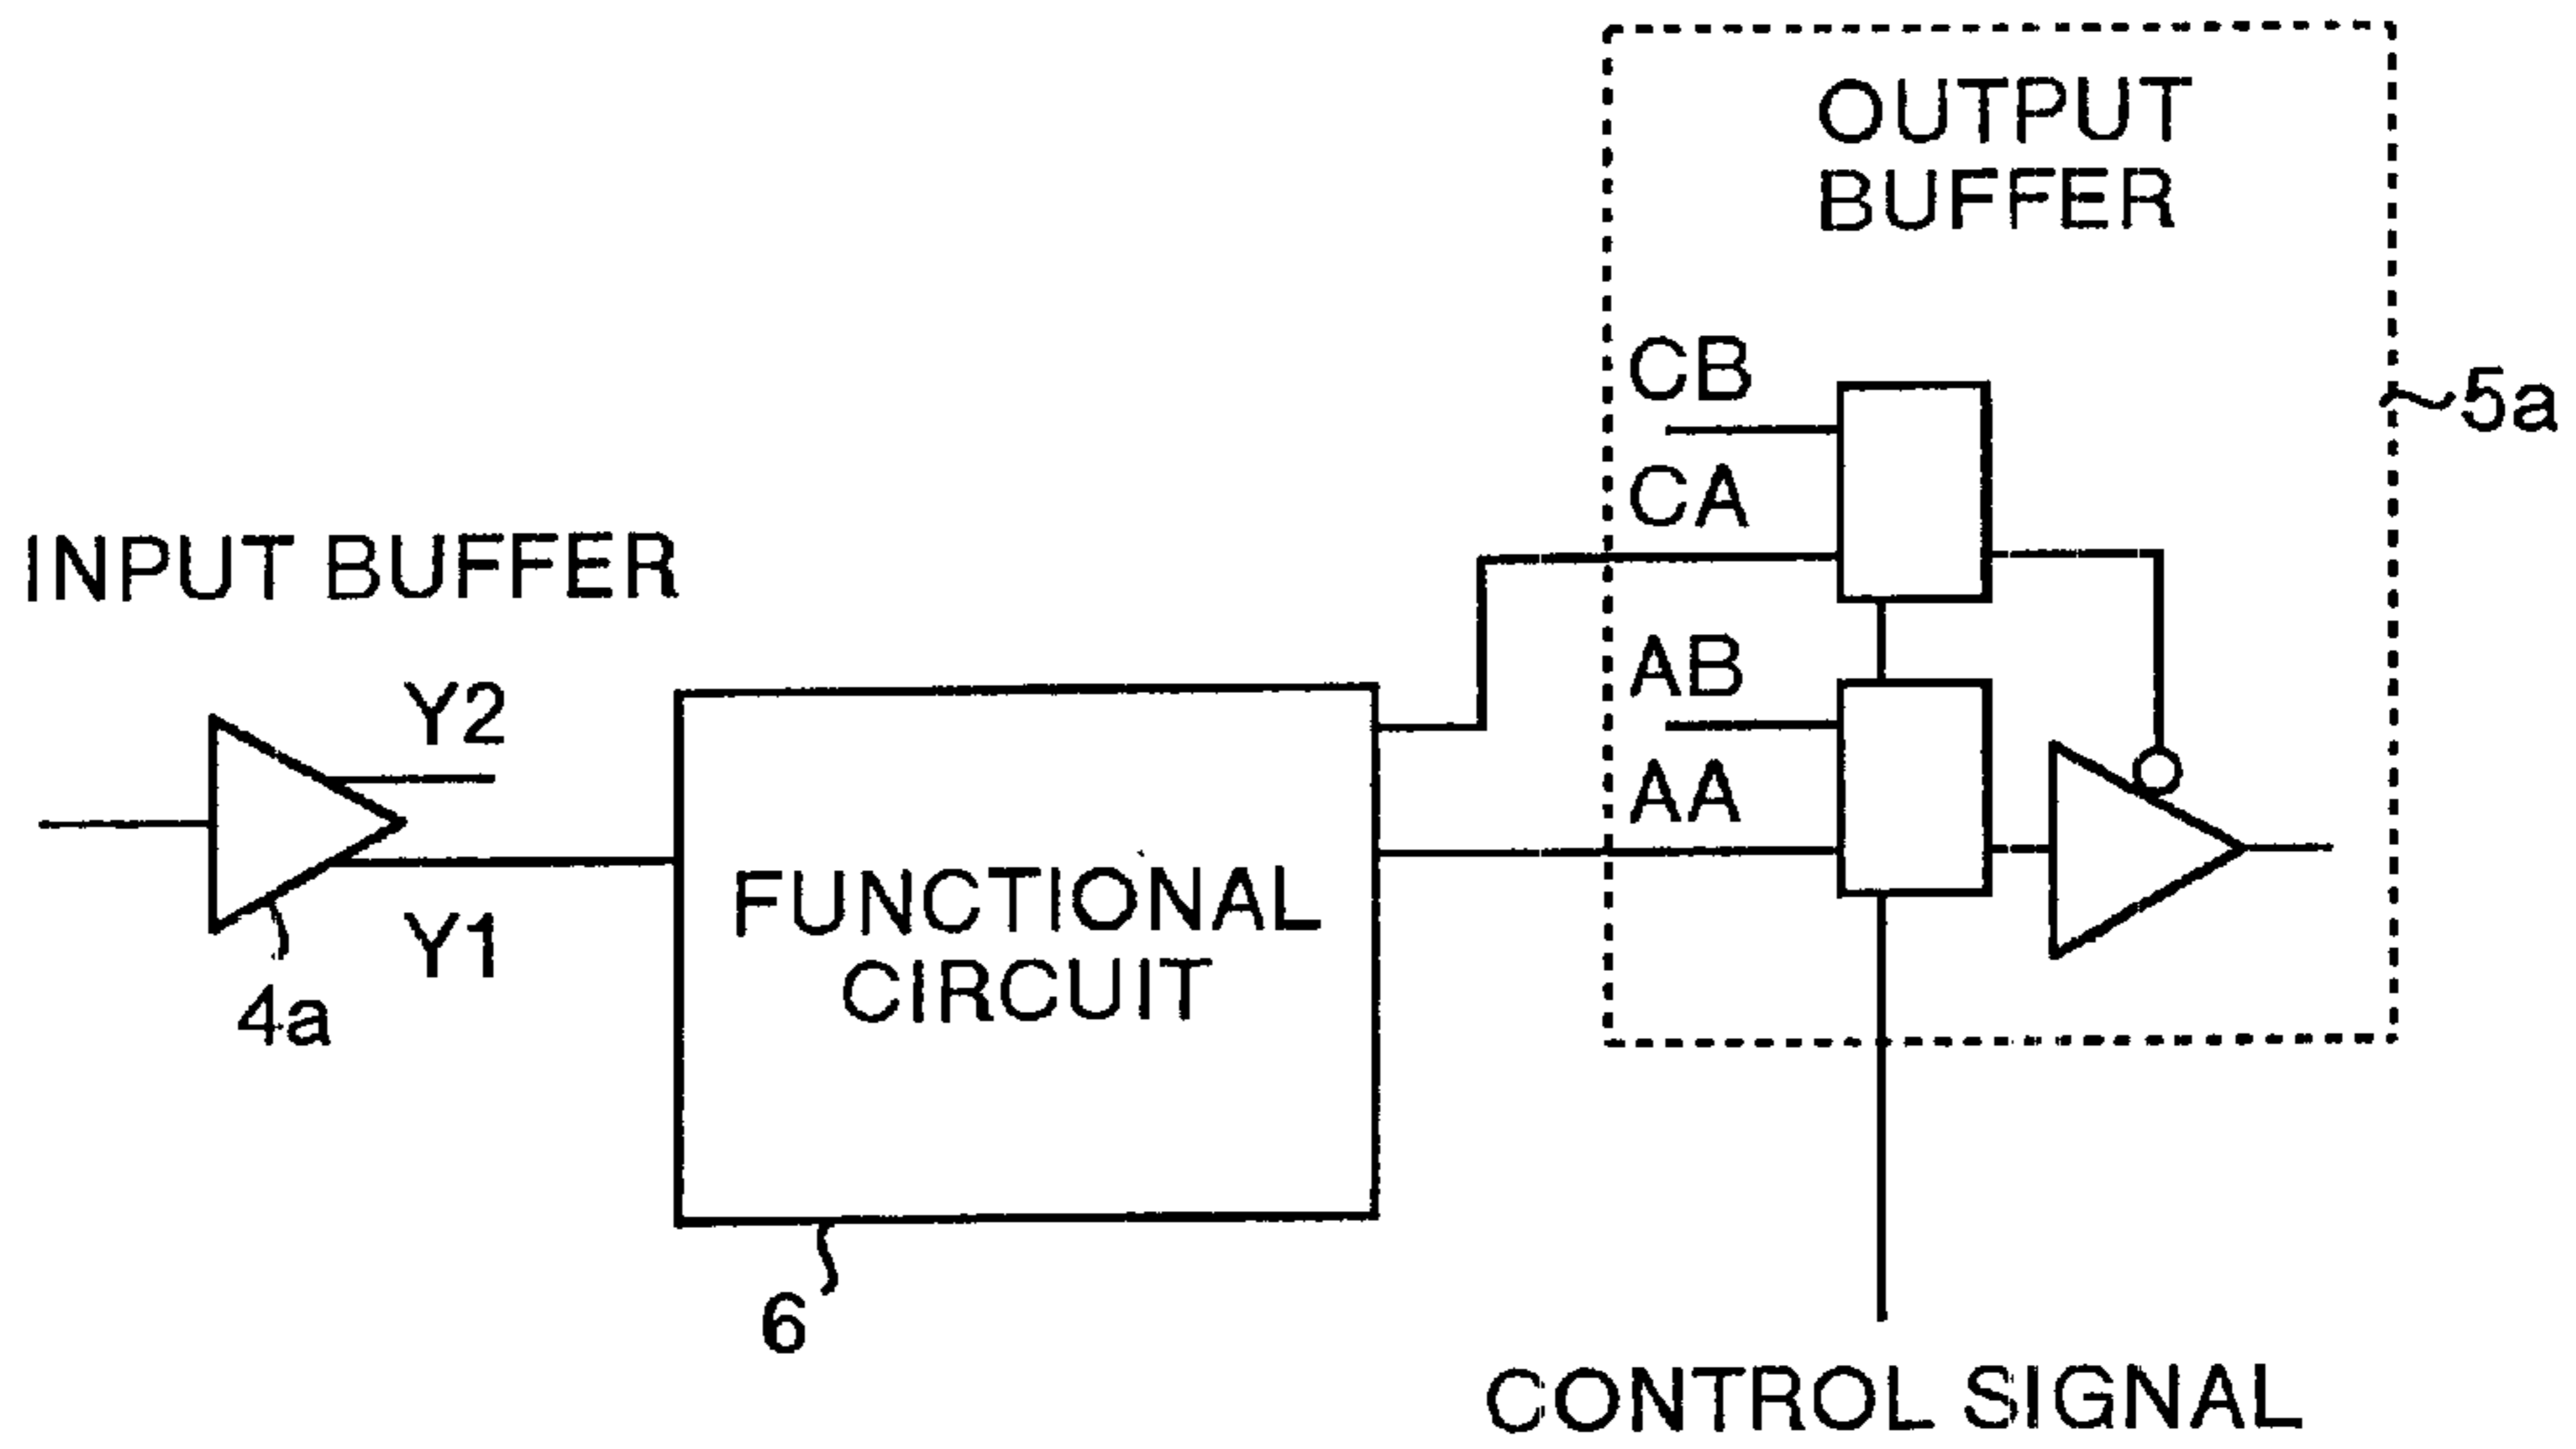 OUTPUT
BUFFER
CB
5a
CA
INPUT BUFFER
AB
Y2
AA
FUNCTIONAL
CIRCUIT
Y1
4a
6
CONTROL SIGNAL